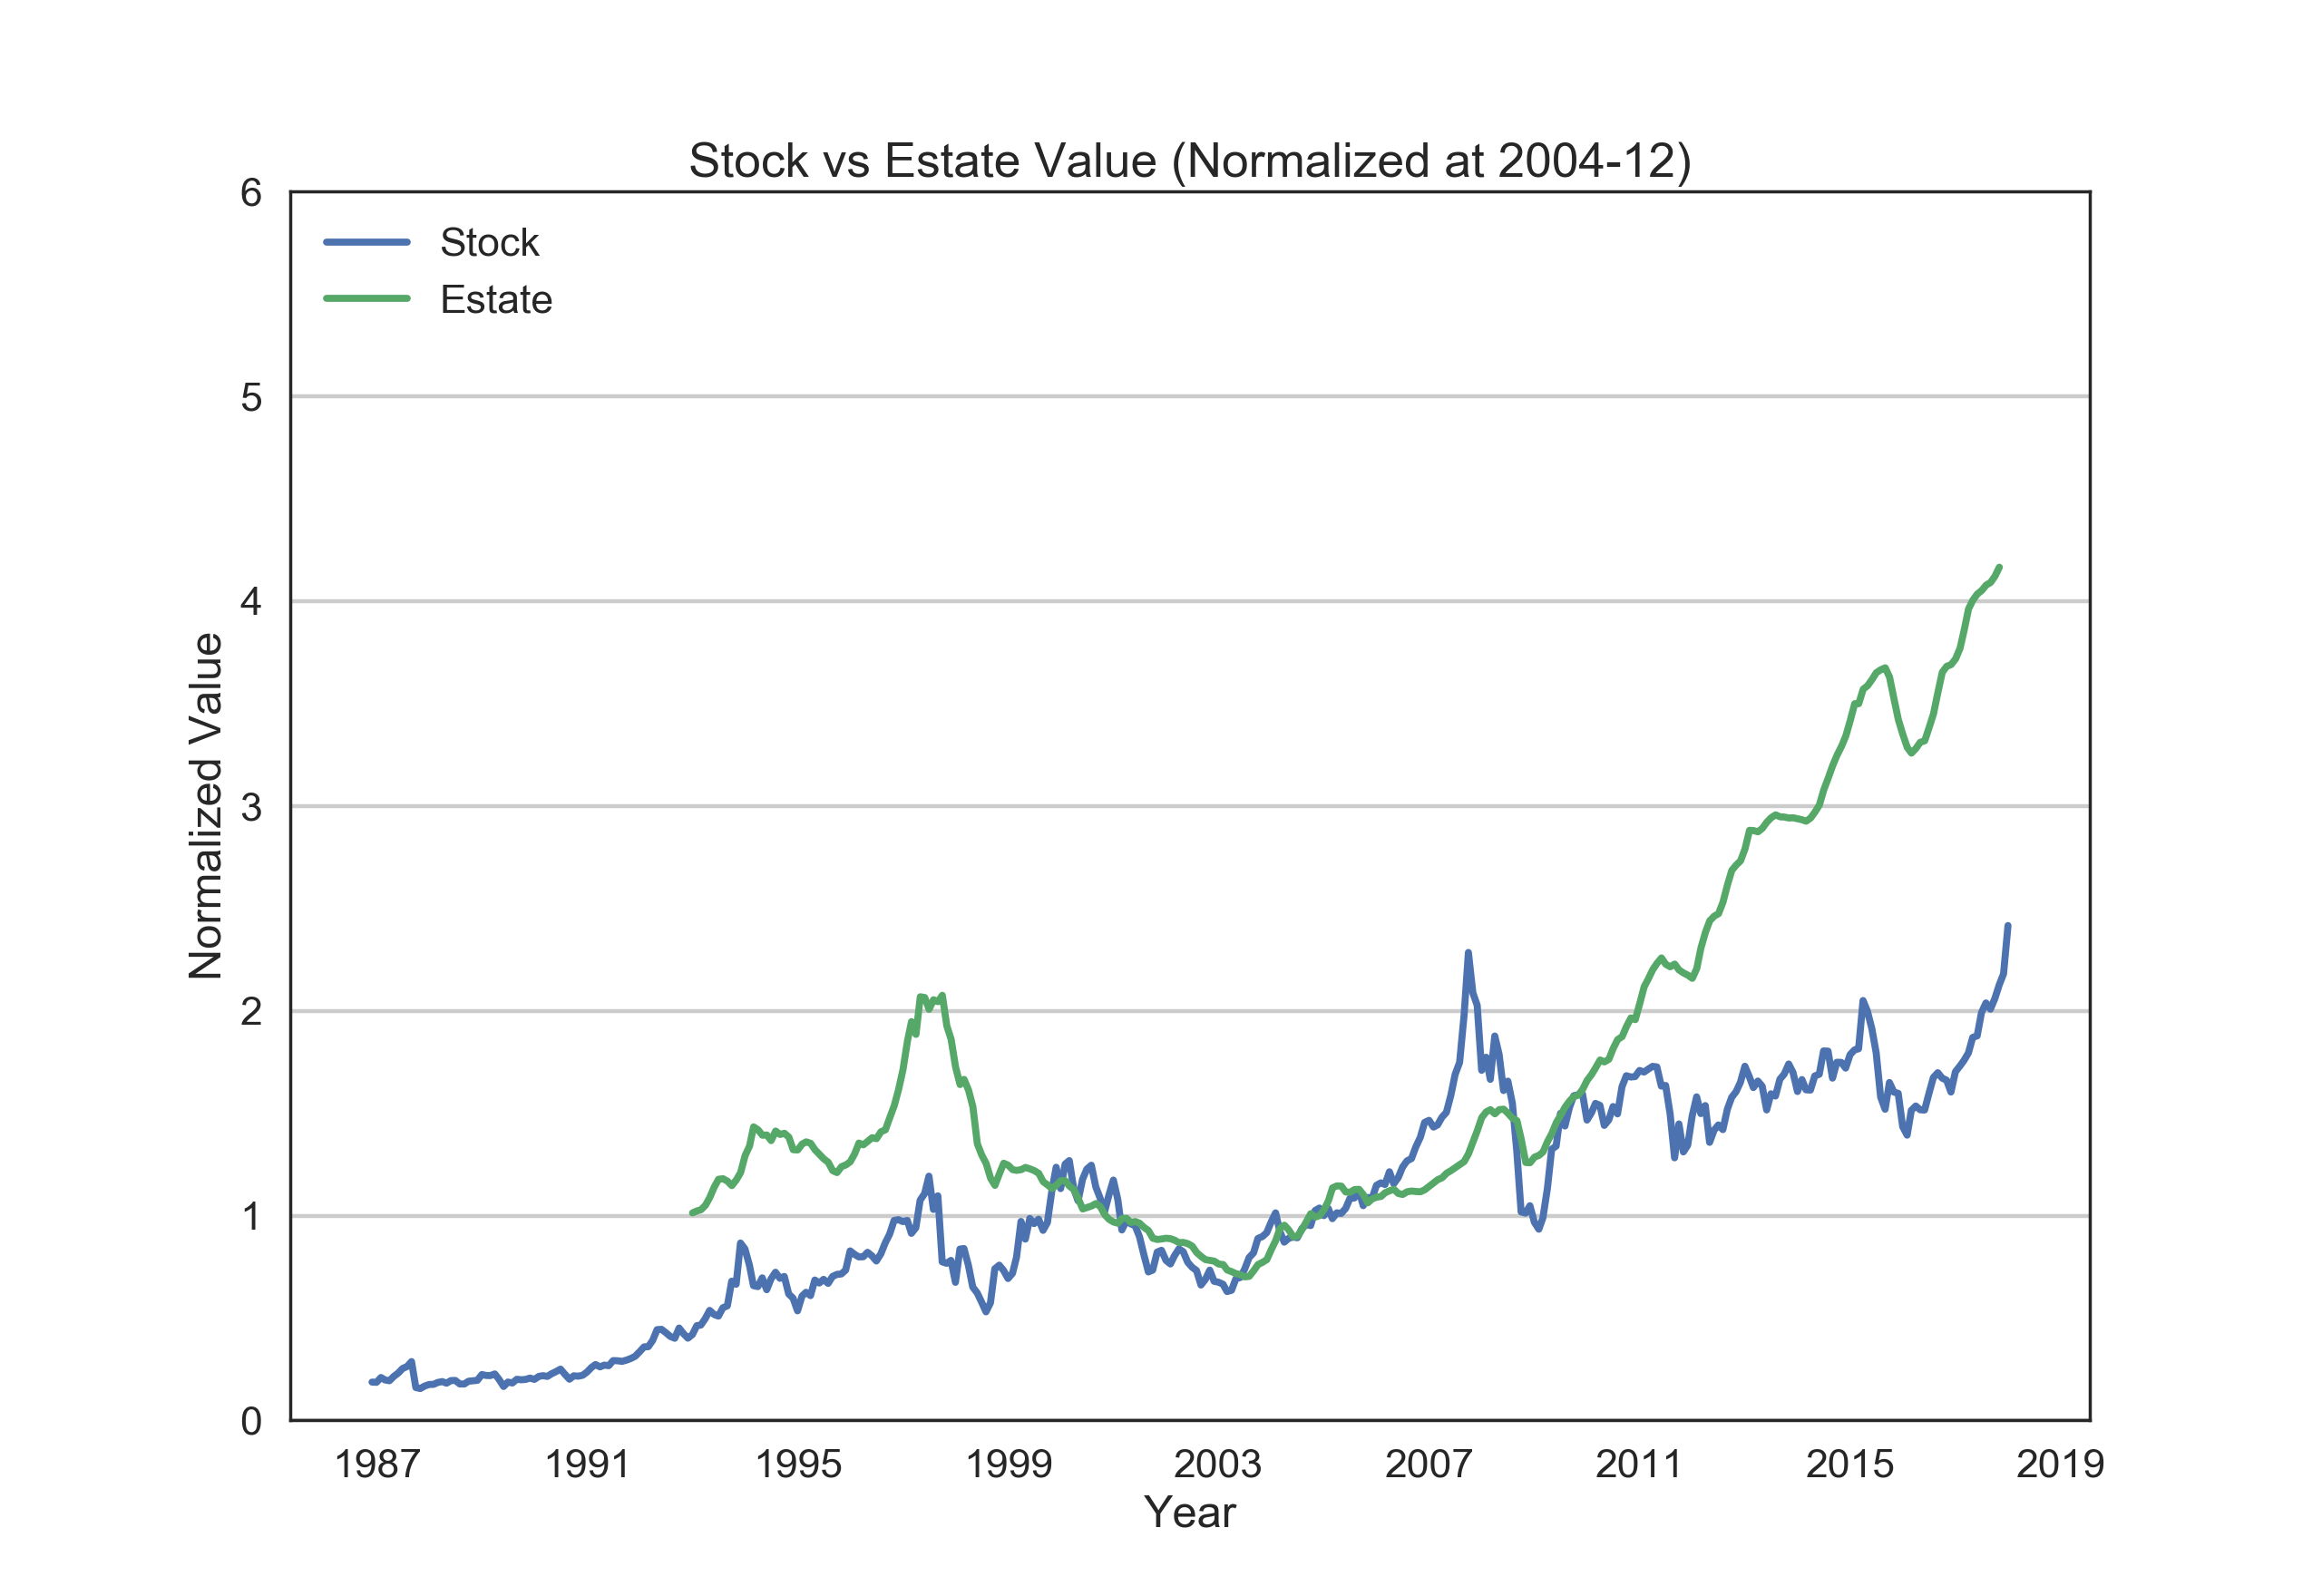 Stock vs Estate Value (Normalized at 2004-12)
Stock
Estate
6
5
4
3
2
1
0
Normalized Value
1987 1991 1995 1999 2003 2007 2011 2015 2019
Year